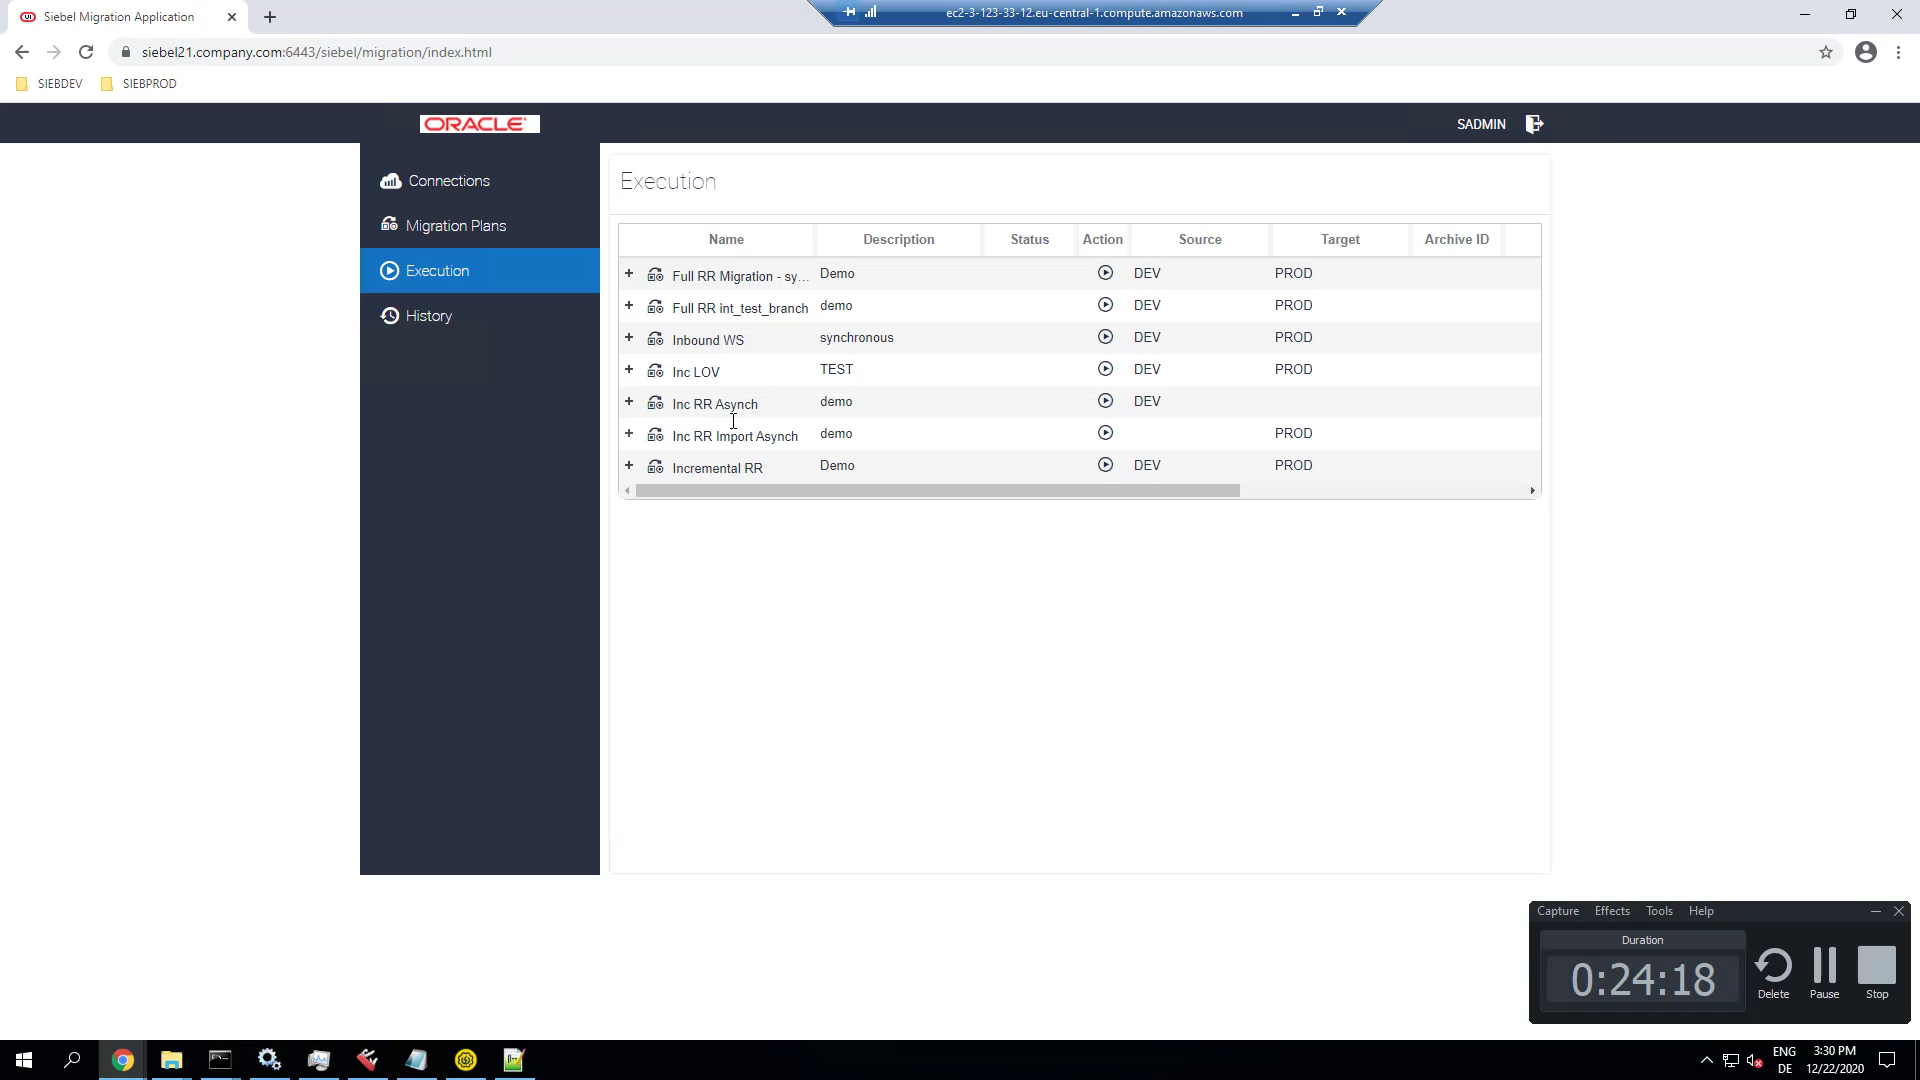 Siebel Migration Application
ec2-3-123-33-12.eu-central-1.compute.amazonaws.com
siebel21.company.com:6443/siebel/migration/index.html
SIEBDEV SIEBPROD
ORACLE
SADMIN
Connections
Migration Plans
Execution
History
Execution
Name Description Status Action Source Target Archive ID
Full RR Migration - sy... Demo DEV PROD
Full RR int_test_branch demo DEV PROD
Inbound WS synchronous DEV PROD
Inc LOV TEST DEV PROD
Inc RR Asynch demo DEV
Inc RR Import Asynch demo PROD
Incremental RR Demo DEV PROD
Capture Effects Tools Help
Duration
0:24:18
Delete Pause Stop
ENG 3:30 PM
DE 12/22/2020